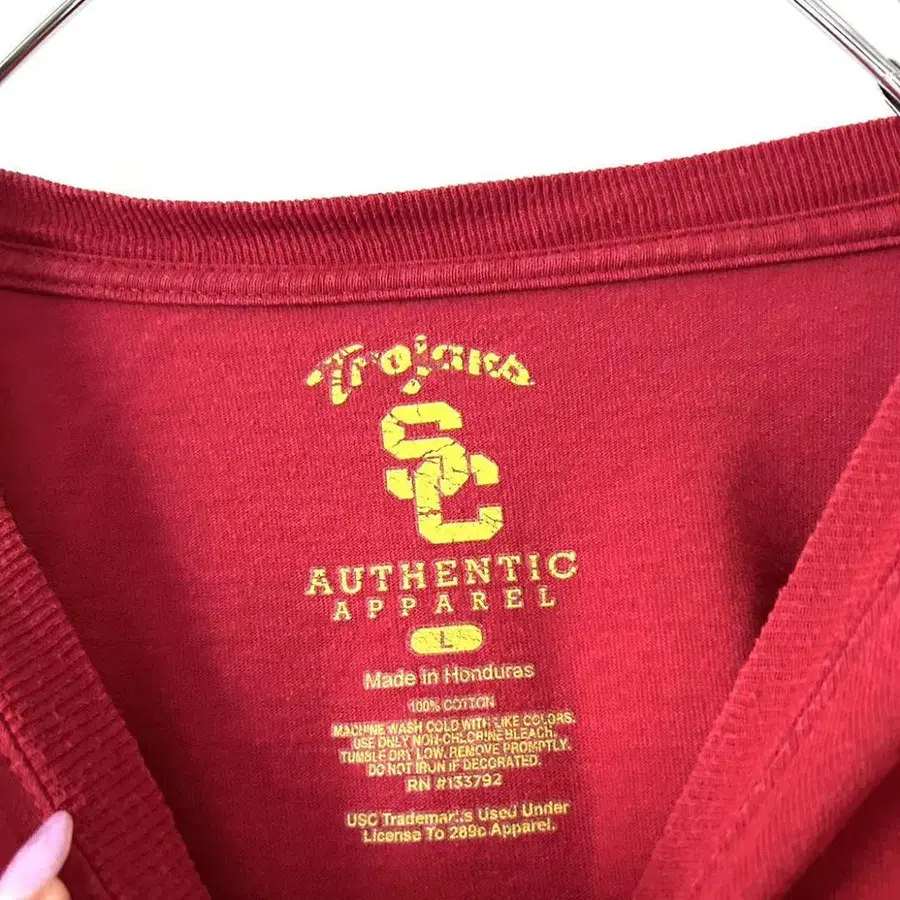 Trojans
SC
AUTHENTIC
APPAREL
L
Made in Honduras
100% COTTON
MACHINE WASH COLD WITH LIKE COLORS.
USE ONLY NON-CHLORINE BLEACH.
TUMBLE DRY LOW. REMOVE PROMPTLY.
DO NOT IRON IF DECORATED.
RN #133792
USC Trademarks Used Under
License To 289c Apparel.